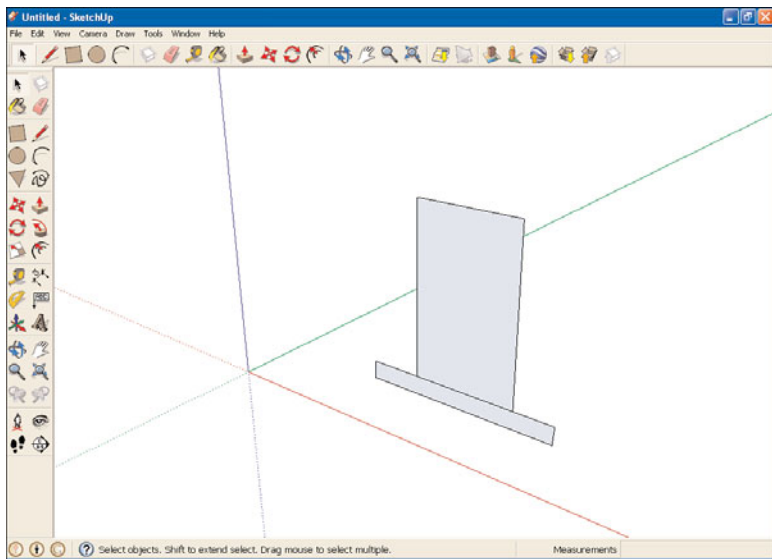 Untitled - SketchUp
File Edit View Camera Draw Tools Window Help
Select objects. Shift to extend select. Drag mouse to select multiple.
Measurements